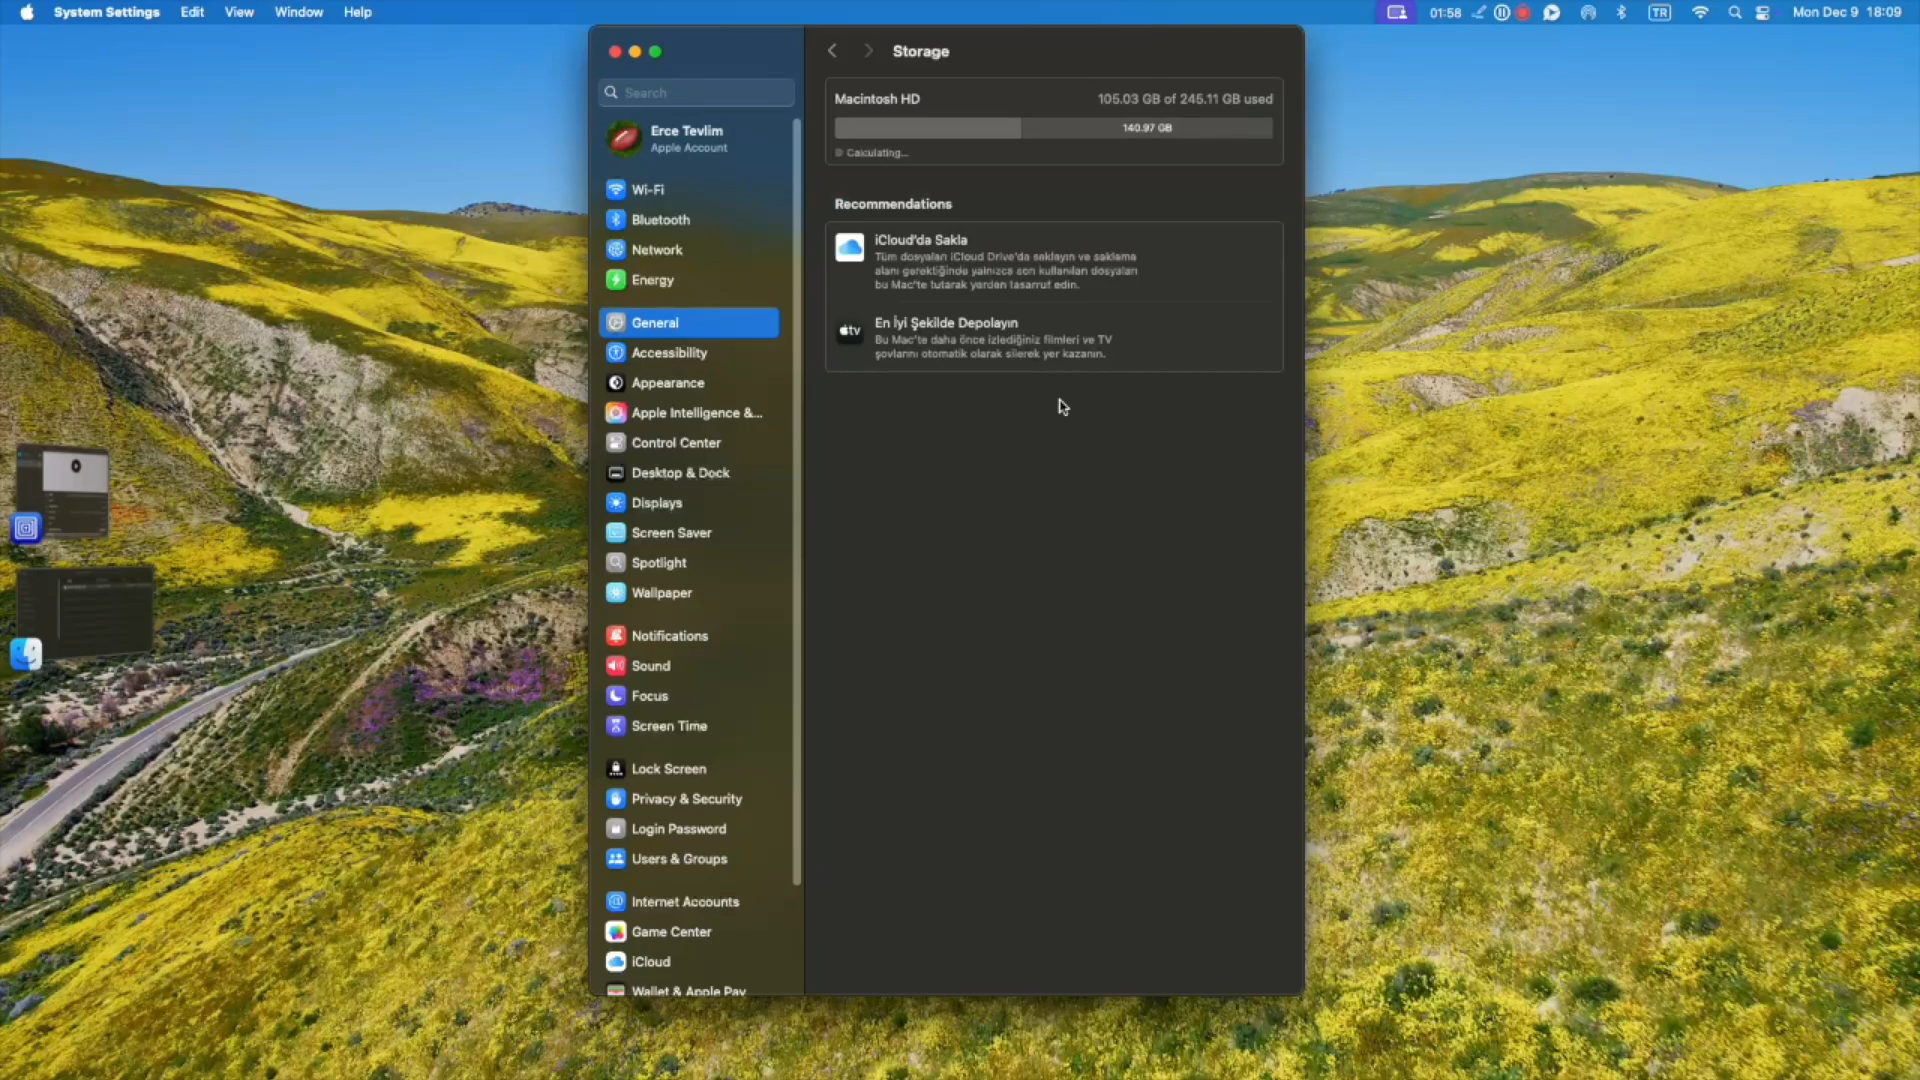 System Settings Edit View Window Help
01:58 TR Mon Dec 9 18:09
Search
Erce Tevlim
Apple Account
Wi-Fi
Bluetooth
Network
Energy
General
Accessibility
Appearance
Apple Intelligence &...
Control Center
Desktop & Dock
Displays
Screen Saver
Spotlight
Wallpaper
Notifications
Sound
Focus
Screen Time
Lock Screen
Privacy & Security
Login Password
Users & Groups
Internet Accounts
Game Center
iCloud
Wallet & Apple Pay
Storage
Macintosh HD 105.03 GB of 245.11 GB used
140.97 GB
Calculating...
Recommendations
iCloud'da Sakla
Tüm dosyaları iCloud Drive'da saklayın ve saklama
alanı gerektiğinde yalnızca son kullanılan dosyaları
bu Mac'te tutarak yerden tasarruf edin.
tv
En İyi Şekilde Depolayın
Bu Mac'te daha önce izlediğiniz filmleri ve TV
şovlarını otomatik olarak silerek yer kazanın.